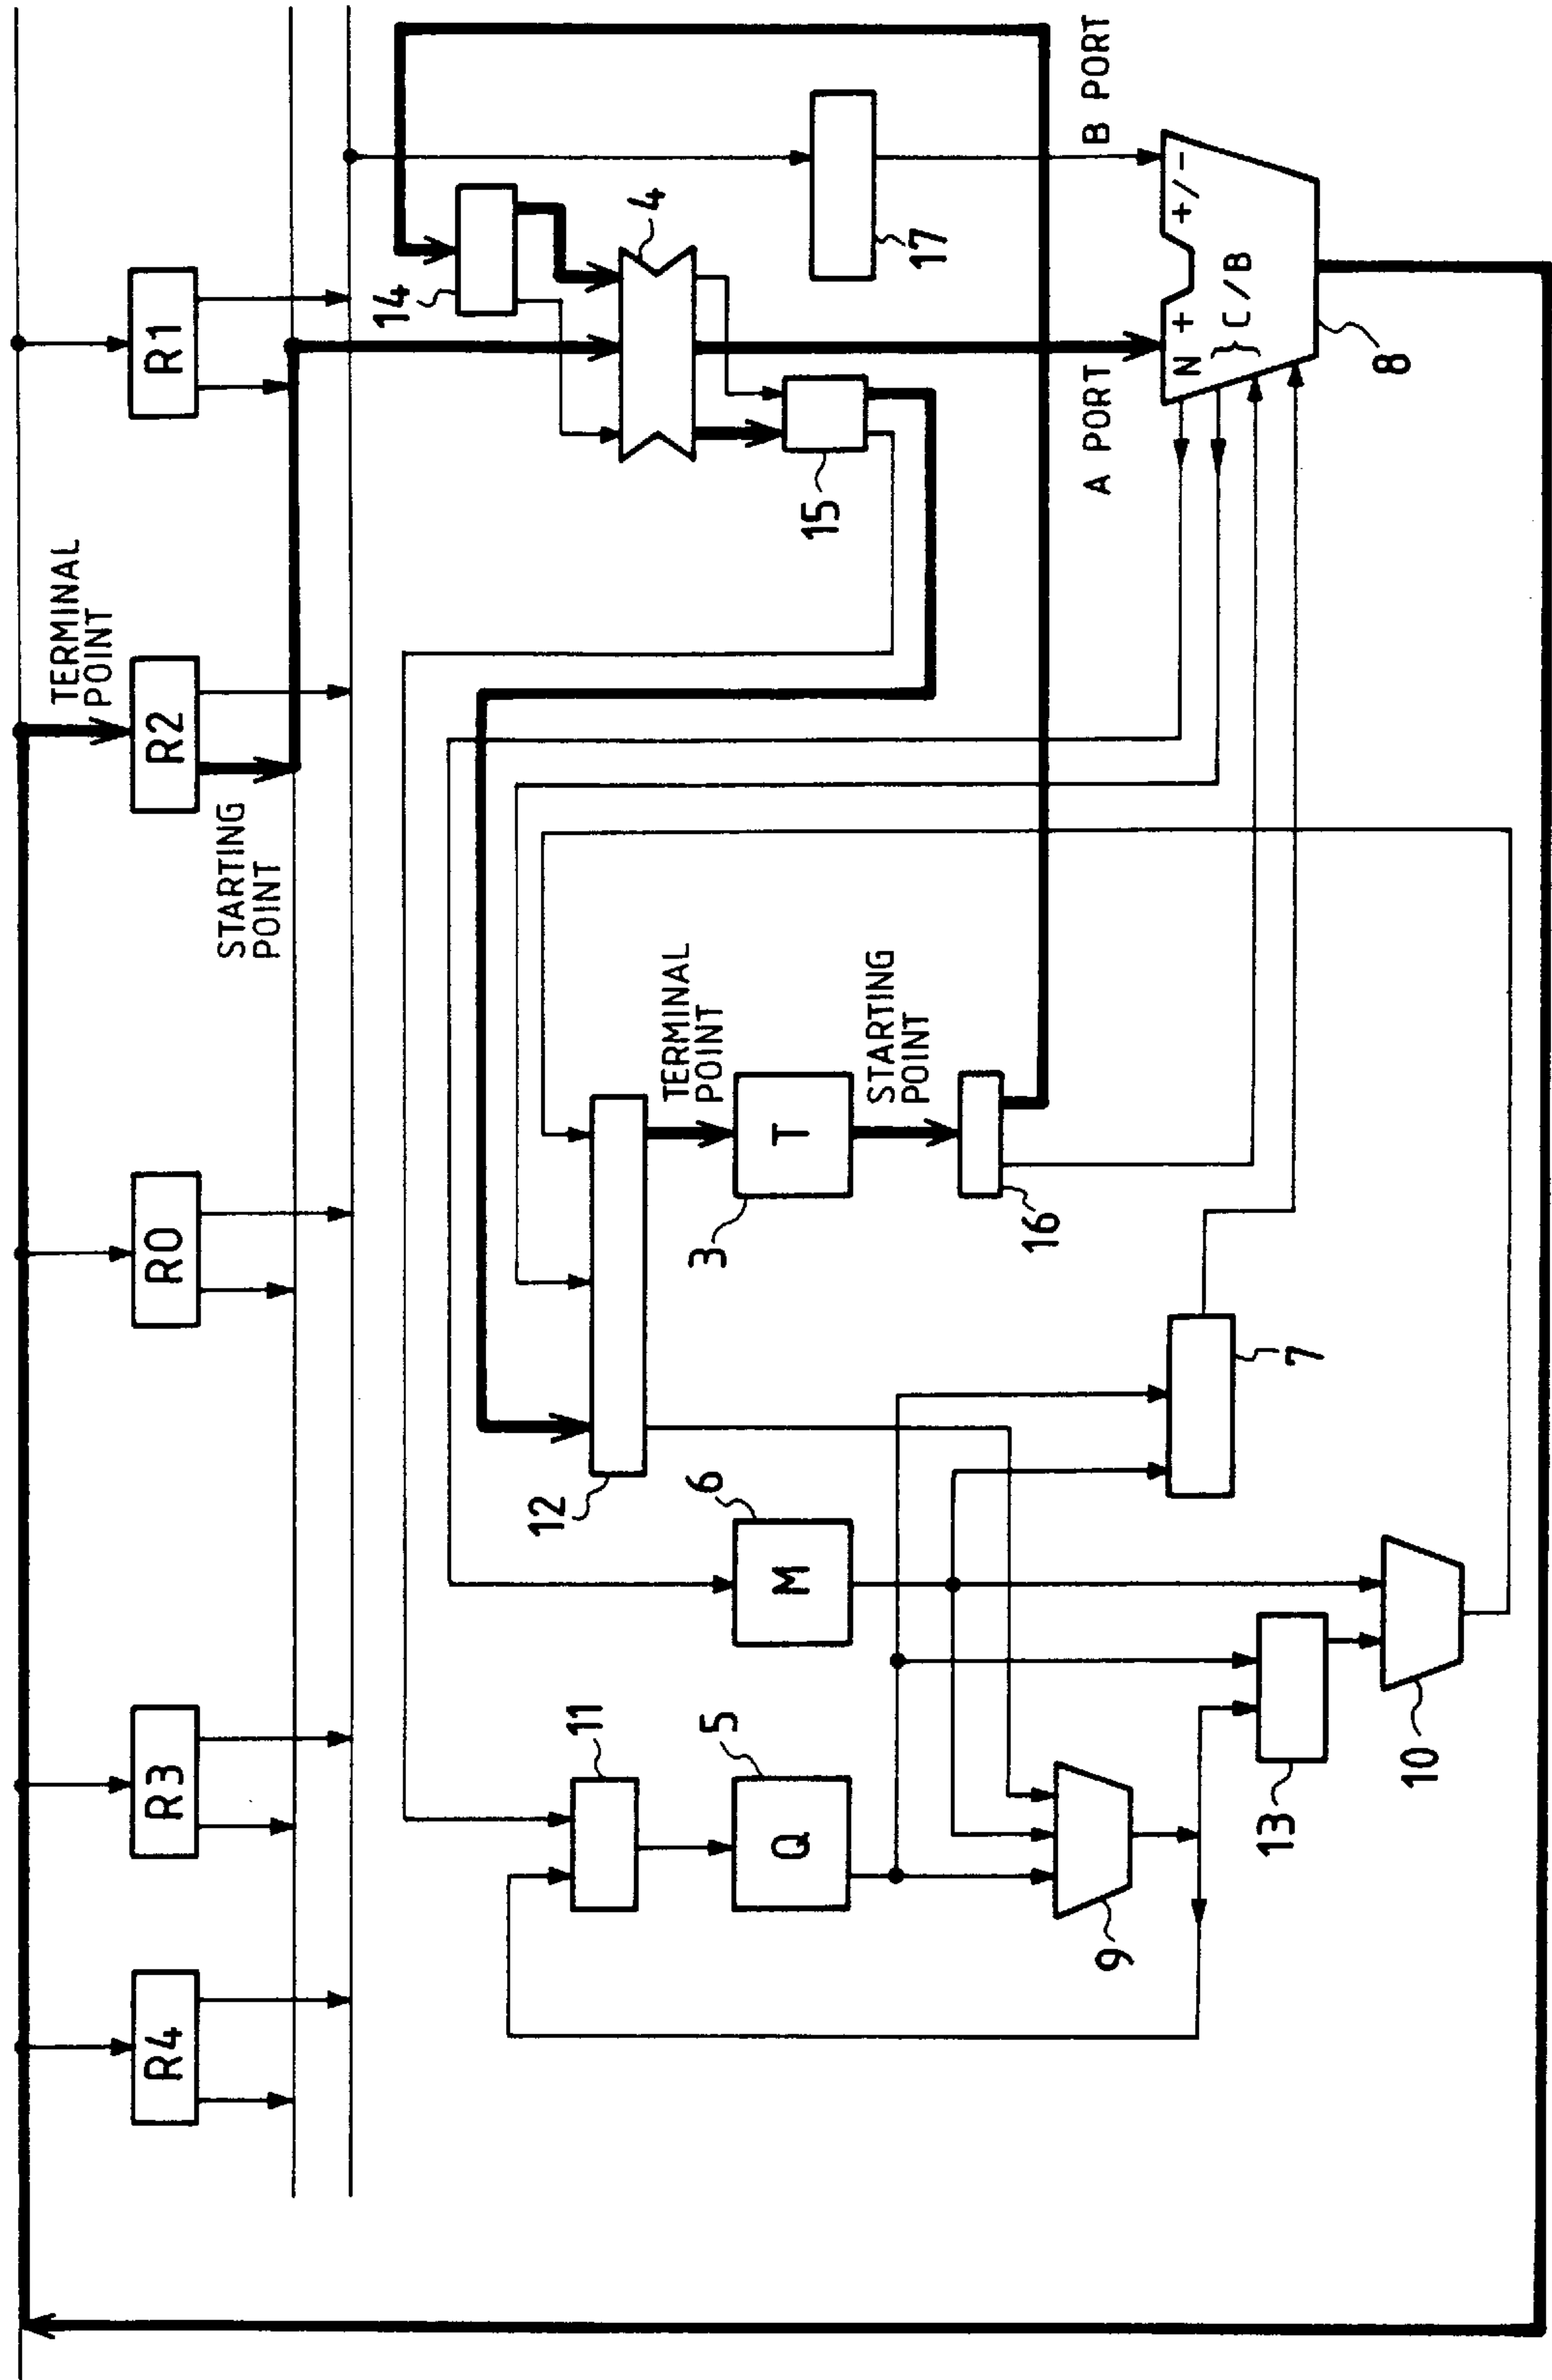 R4
R3
R0
R2
R1
TERMINAL
POINT
STARTING
POINT
14
4
15
17
11
12
6
5
Q
M
3
T
TERMINAL
POINT
STARTING
POINT
16
A PORT
B PORT
N + +/-
} C/B
8
9
13
10
7